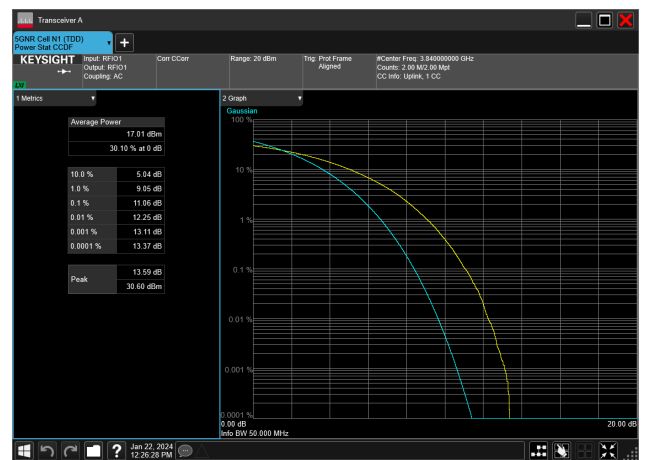 Transceiver A
5GNR Cell N1 (TDD)
Power Stat CCDF
KEYSIGHT
Input: RFIO1
Output: RFIO1
Coupling: AC
Corr CCorr
Range: 20 dBm
Trig: Prot Frame
Aligned
#Center Freq: 3.840000000 GHz
Counts: 2.00 M/2.00 Mpt
CC Info: Uplink, 1 CC
1 Metrics
Average Power
17.01 dBm
30.10 % at 0 dB
10.0 % 5.04 dB
1.0 % 9.05 dB
0.1 % 11.06 dB
0.01 % 12.25 dB
0.001 % 13.11 dB
0.0001 % 13.37 dB
Peak
13.59 dB
30.60 dBm
2 Graph
Gaussian
100 %
10 %
1 %
0.1 %
0.01 %
0.001 %
0.0001 %
0.00 dB
20.00 dB
Info BW 50.000 MHz
Jan 22, 2024
12:26:28 PM